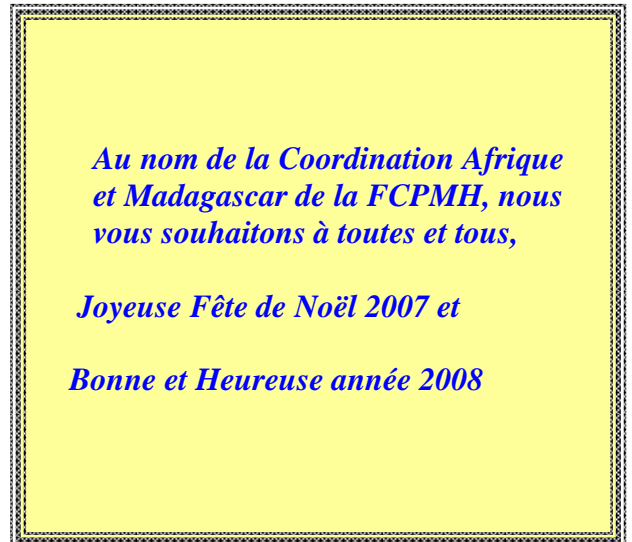 Au nom de la Coordination Afrique
et Madagascar de la FCPMH, nous
vous souhaitons à toutes et tous,
Joyeuse Fête de Noël 2007 et
Bonne et Heureuse année 2008